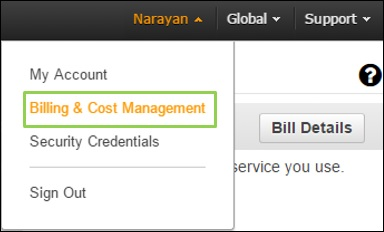 Narayan Global Support
My Account
Billing & Cost Management
Security Credentials
Bill Details
service you use.
Sign Out